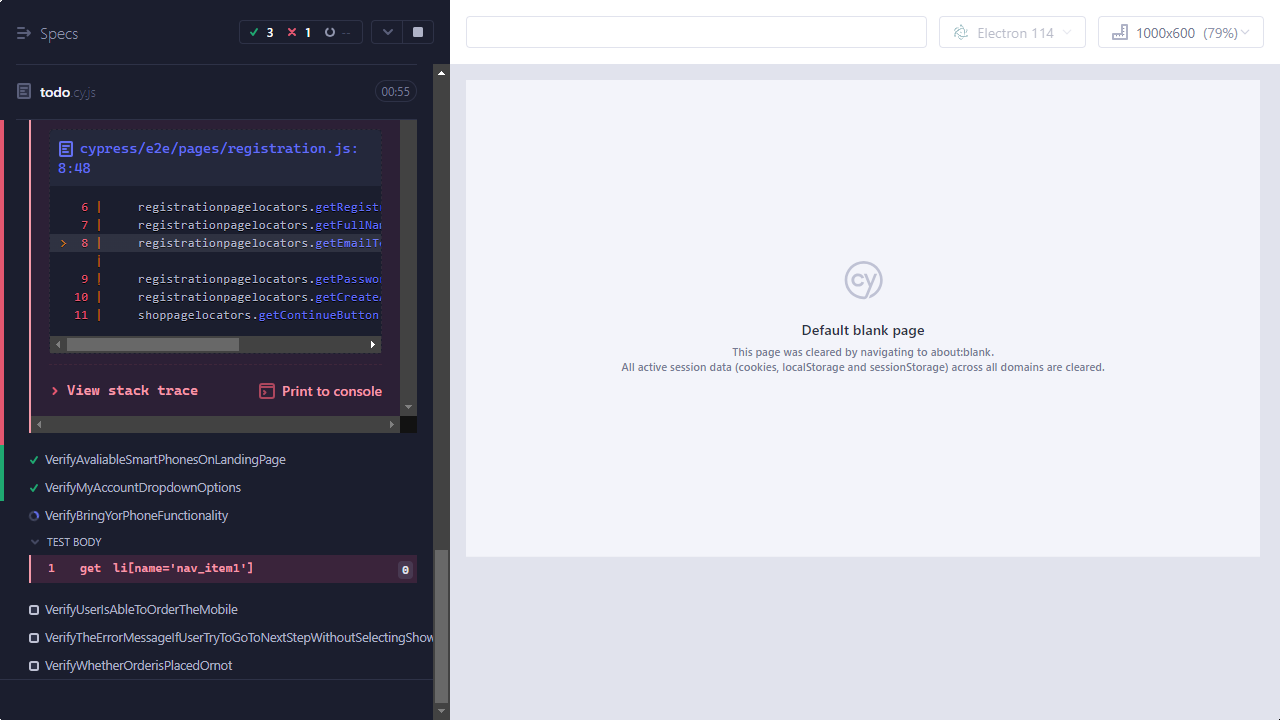 Specs
3
1
--
Electron 114
1000x600 (79%)
todo.cy.js
00:55
cypress/e2e/pages/registration.js:
8:48
6 | registrationpagelocators.getRegistr
7 | registrationpagelocators.getFullNam
> 8 | registrationpagelocators.getEmailTe
|
9 | registrationpagelocators.getPasswor
10 | registrationpagelocators.getCreateA
11 | shoppagelocators.getContinueButton
View stack trace
Print to console
VerifyAvaliableSmartPhonesOnLandingPage
VerifyMyAccountDropdownOptions
VerifyBringYorPhoneFunctionality
TEST BODY
1 get li[name='nav_item1'] 0
VerifyUserIsAbleToOrderTheMobile
VerifyTheErrorMessageIfUserTryToGoToNextStepWithoutSelectingShow
VerifyWhetherOrderisPlacedOrnot
cy
Default blank page
This page was cleared by navigating to about:blank.
All active session data (cookies, localStorage and sessionStorage) across all domains are cleared.